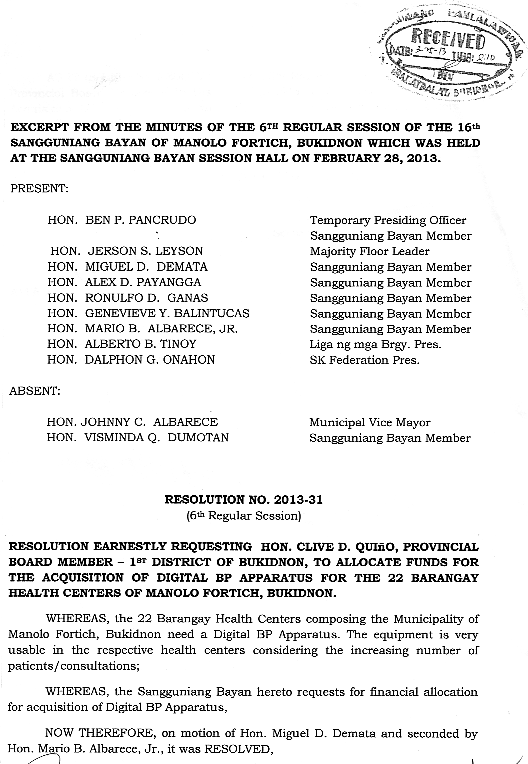 RECEIVED
DATE:
TIME:
EXCERPT FROM THE MINUTES OF THE 6TH REGULAR SESSION OF THE 16th
SANGGUNIANG BAYAN OF MANOLO FORTICH, BUKIDNON WHICH WAS HELD
AT THE SANGGUNIANG BAYAN SESSION HALL ON FEBRUARY 28, 2013.
PRESENT:
HON. BEN P. PANCRUDO Temporary Presiding Officer
Sangguniang Bayan Member
HON. JERSON S. LEYSON Majority Floor Leader
HON. MIGUEL D. DEMATA Sangguniang Bayan Member
HON. ALEX D. PAYANGGA Sangguniang Bayan Member
HON. RONULFO D. GANAS Sangguniang Bayan Member
HON. GENEVIEVE Y. BALINTUCAS Sangguniang Bayan Member
HON. MARIO B. ALBARECE, JR. Sangguniang Bayan Member
HON. ALBERTO B. TINOY Liga ng mga Brgy. Pres.
HON. DALPHON G. ONAHON SK Federation Pres.
ABSENT:
HON. JOHNNY C. ALBARECE Municipal Vice Mayor
HON. VISMINDA Q. DUMOTAN Sangguniang Bayan Member
RESOLUTION NO. 2013-31
(6th Regular Session)
RESOLUTION EARNESTLY REQUESTING HON. CLIVE D. QUIñO, PROVINCIAL
BOARD MEMBER – 1ST DISTRICT OF BUKIDNON, TO ALLOCATE FUNDS FOR
THE ACQUISITION OF DIGITAL BP APPARATUS FOR THE 22 BARANGAY
HEALTH CENTERS OF MANOLO FORTICH, BUKIDNON.
WHEREAS, the 22 Barangay Health Centers composing the Municipality of
Manolo Fortich, Bukidnon need a Digital BP Apparatus. The equipment is very
usable in the respective health centers considering the increasing number of
patients/consultations;
WHEREAS, the Sangguniang Bayan hereto requests for financial allocation
for acquisition of Digital BP Apparatus,
NOW THEREFORE, on motion of Hon. Miguel D. Demata and seconded by
Hon. Mario B. Albarece, Jr., it was RESOLVED,